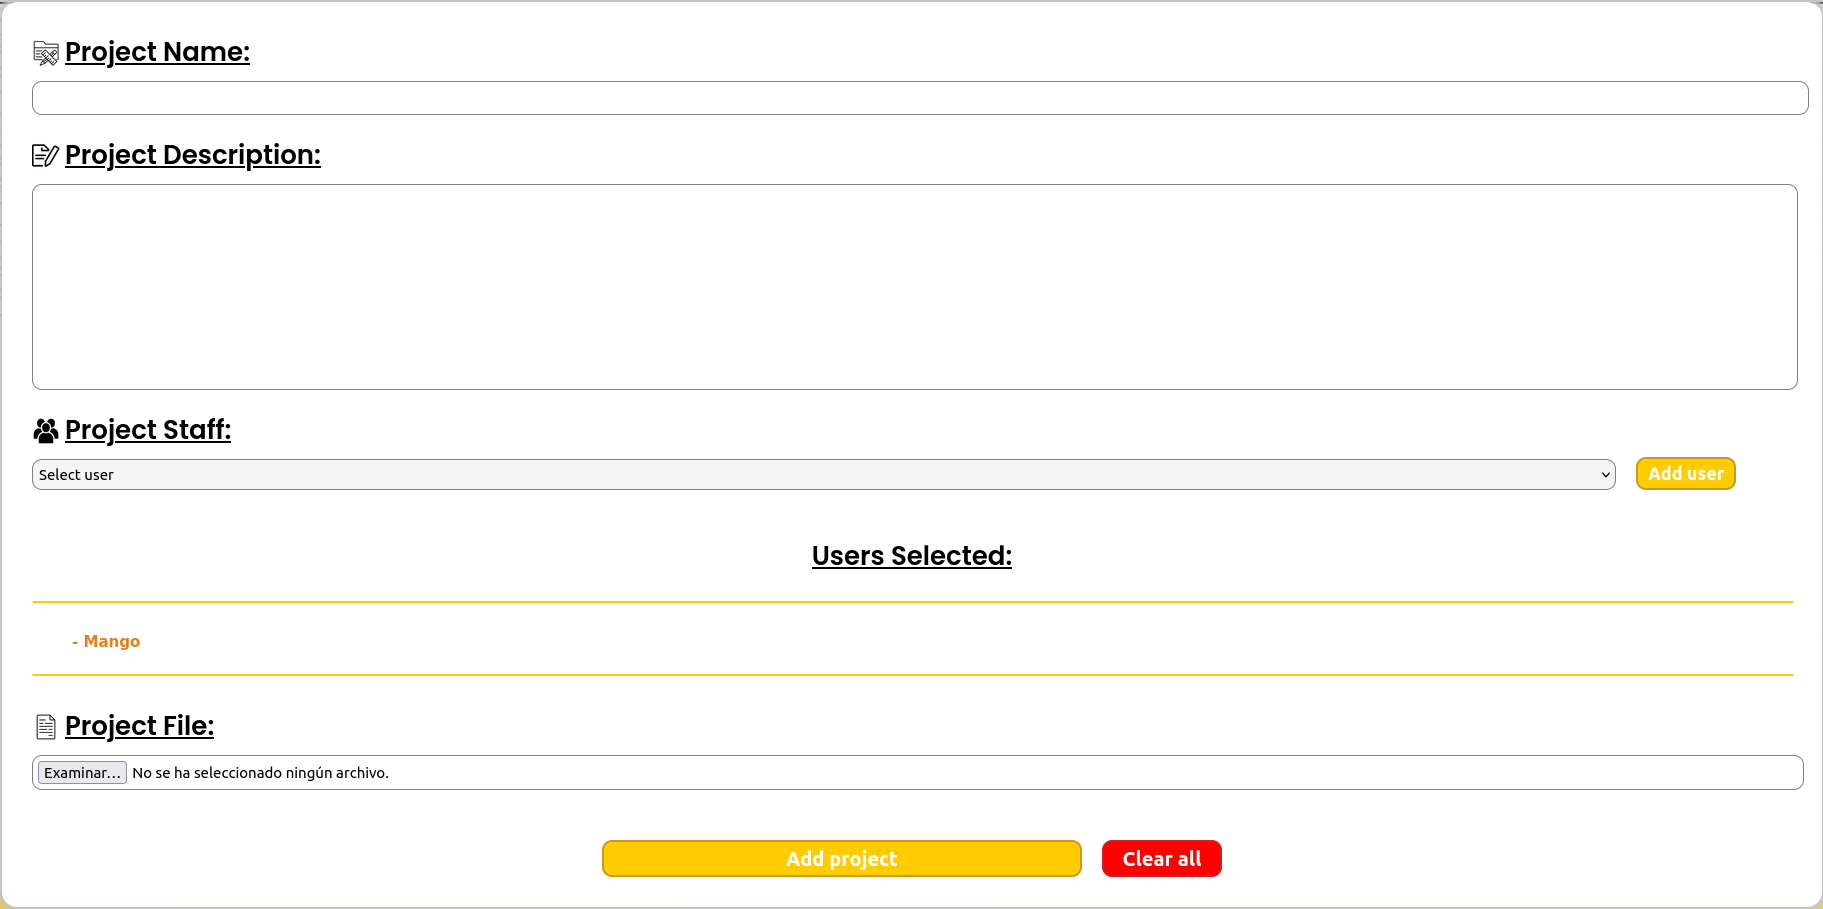 Project Name:
Project Description:
Project Staff:
Select user
Add user
Users Selected:
- Mango
Project File:
Examinar... No se ha seleccionado ningún archivo.
Add project
Clear all